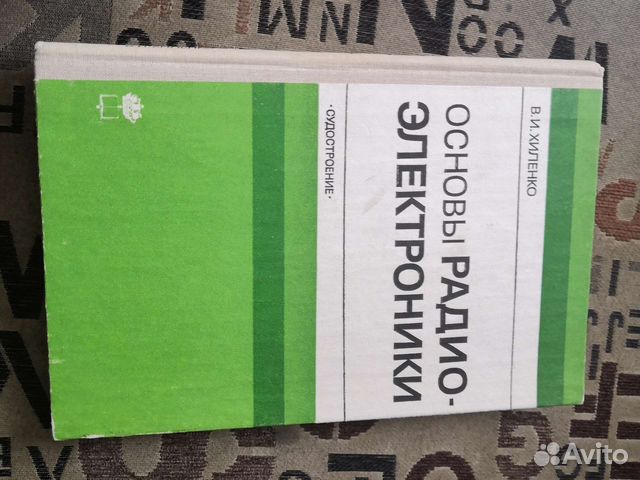 В.И.ХИЛЕНКО
ОСНОВЫ РАДИО-
ЭЛЕКТРОНИКИ
·СУДОСТРОЕНИЕ·
Avito